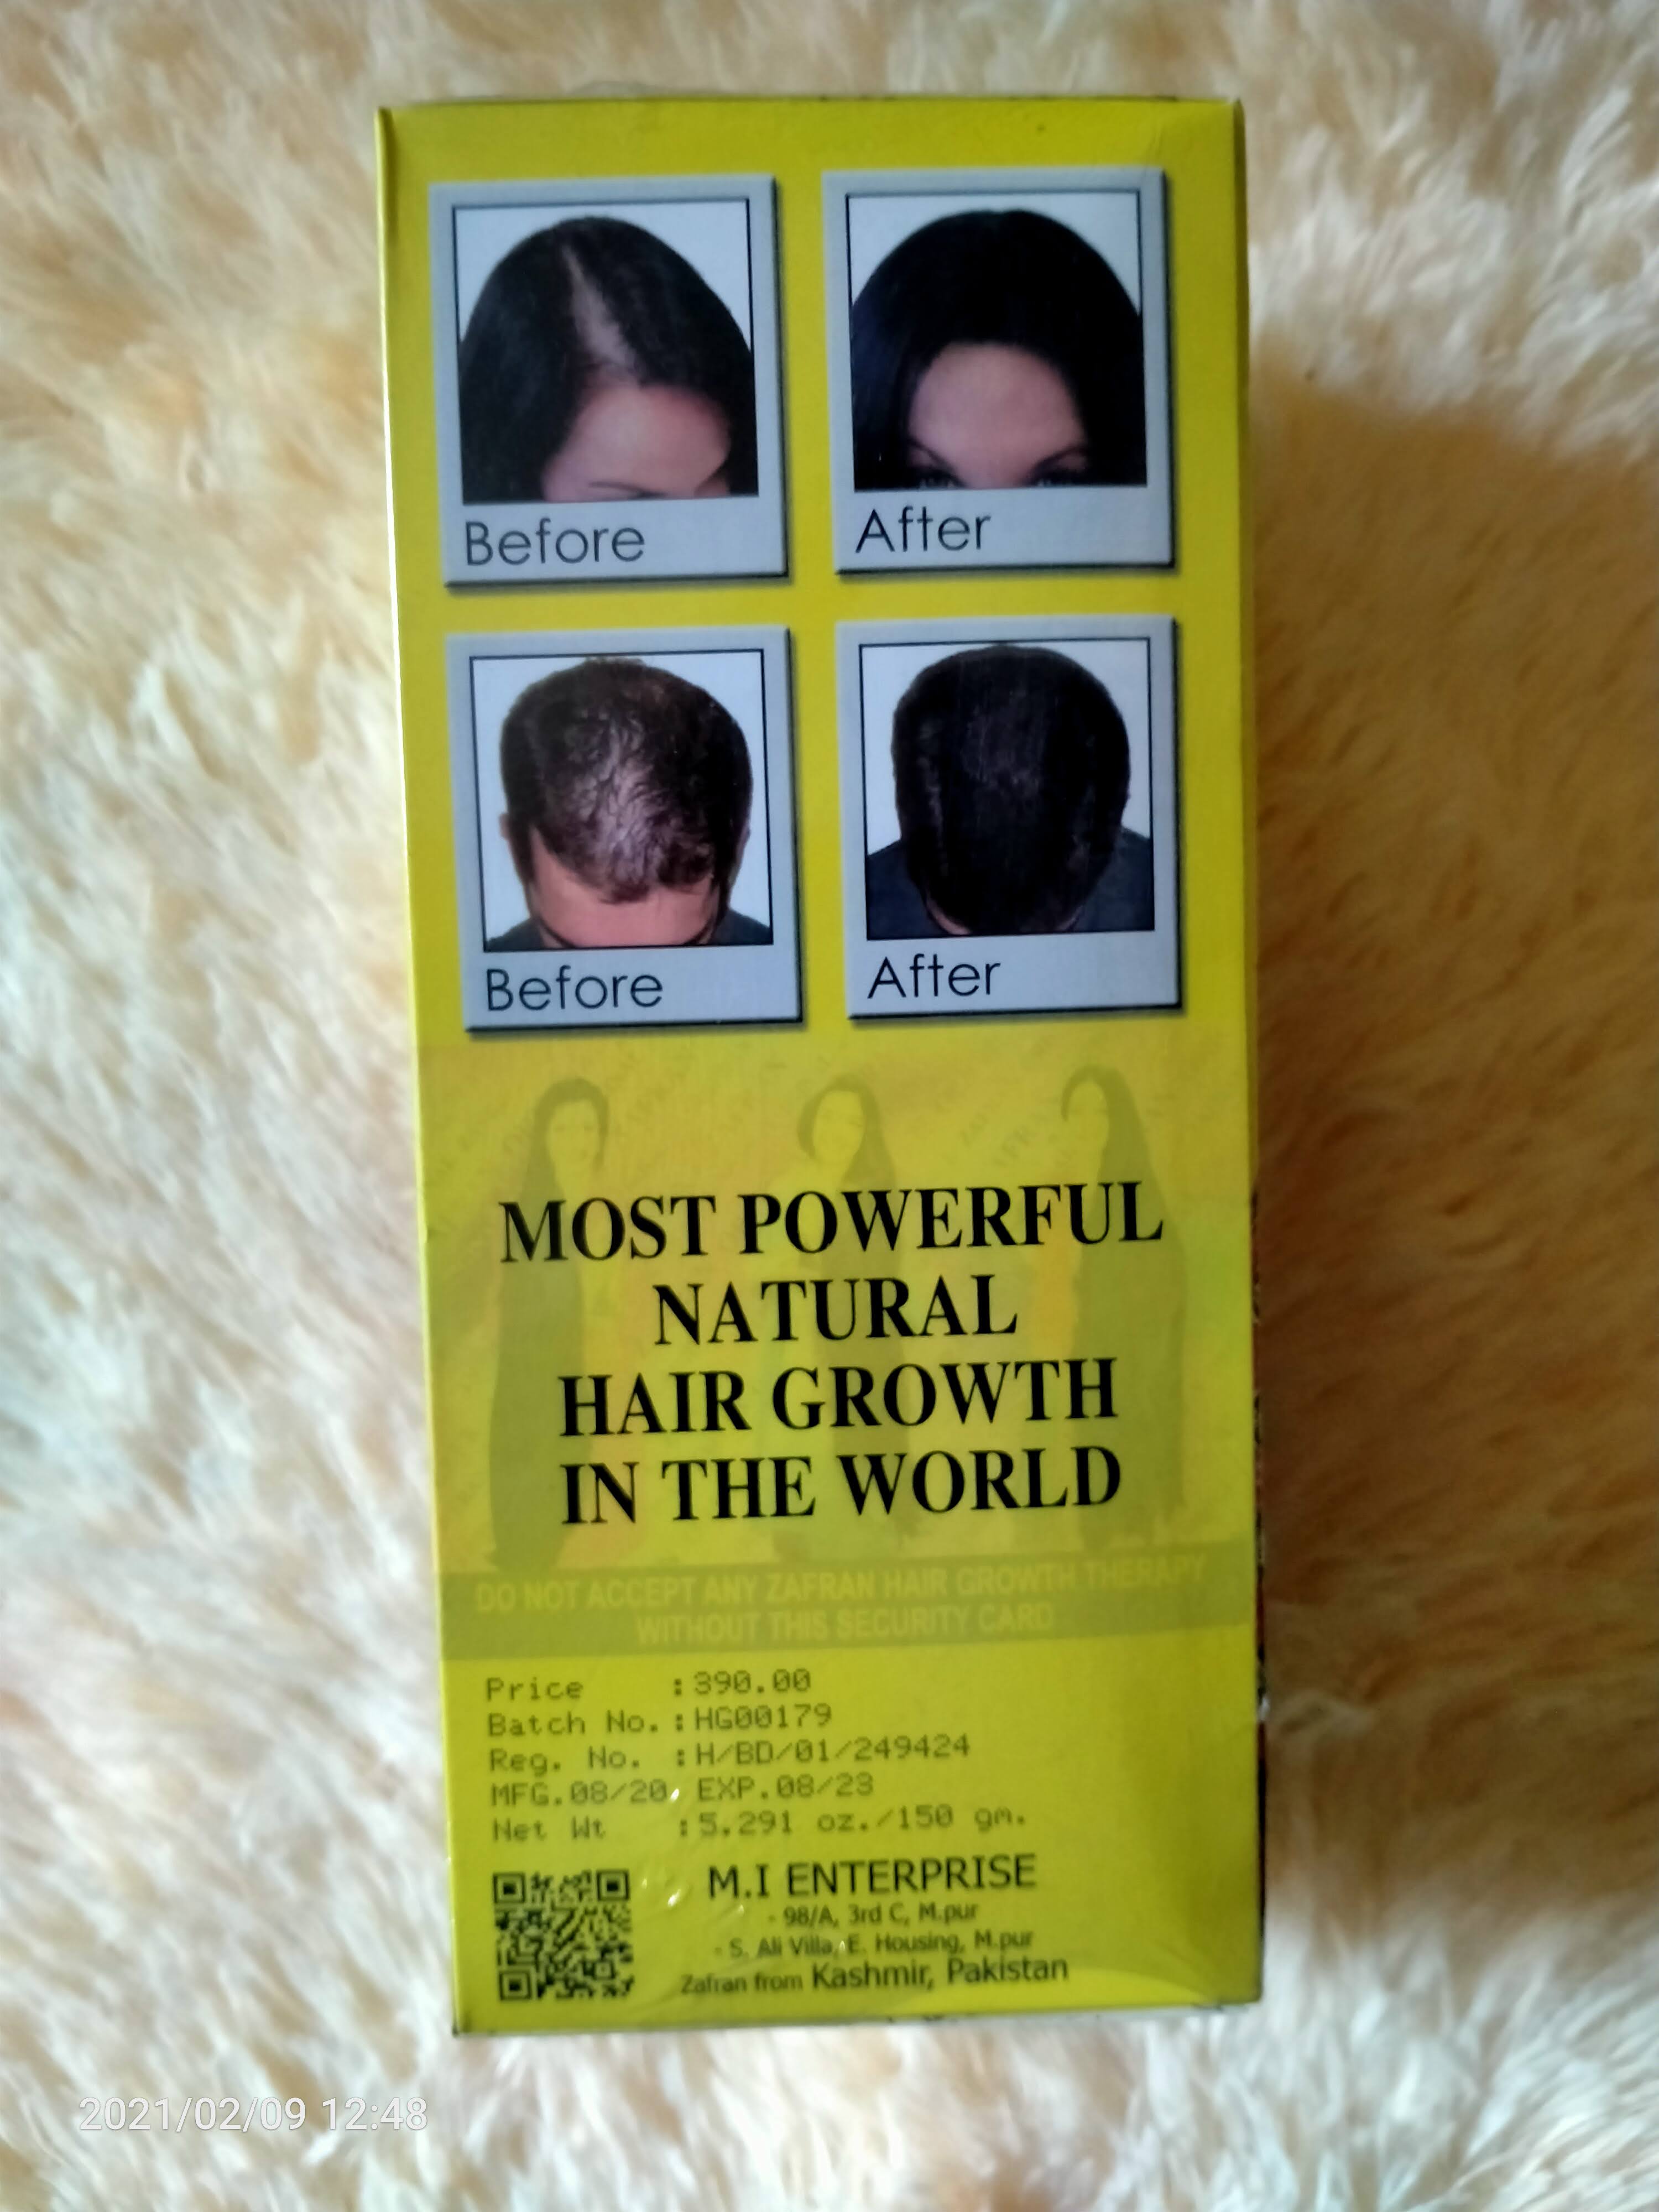 Before
After
Before
After
MOST POWERFUL
NATURAL
HAIR GROWTH
IN THE WORLD
DO NOT ACCEPT ANY ZAFRAN HAIR GROWTH THERAPY
WITHOUT THIS SECURITY CARD
Price : 390.00
Batch No. : HG00179
Reg. No. : H/BD/01/249424
MFG.08/20, EXP.08/23
Net Wt : 5.291 oz./150 gm.
M.I ENTERPRISE
- 98/A, 3rd C, M.pur
- S. Ali Villa, E. Housing, M.pur
Zafran from Kashmir, Pakistan
2021/02/09 12:48